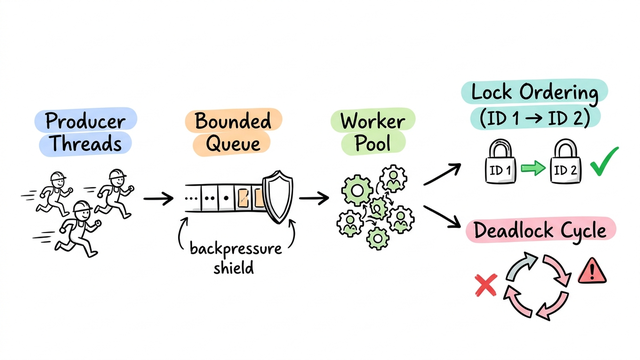 Producer
Threads
Bounded
Queue
backpressure
shield
Worker
Pool
Lock Ordering
(ID 1 → ID 2)
ID 1
ID 2
Deadlock Cycle